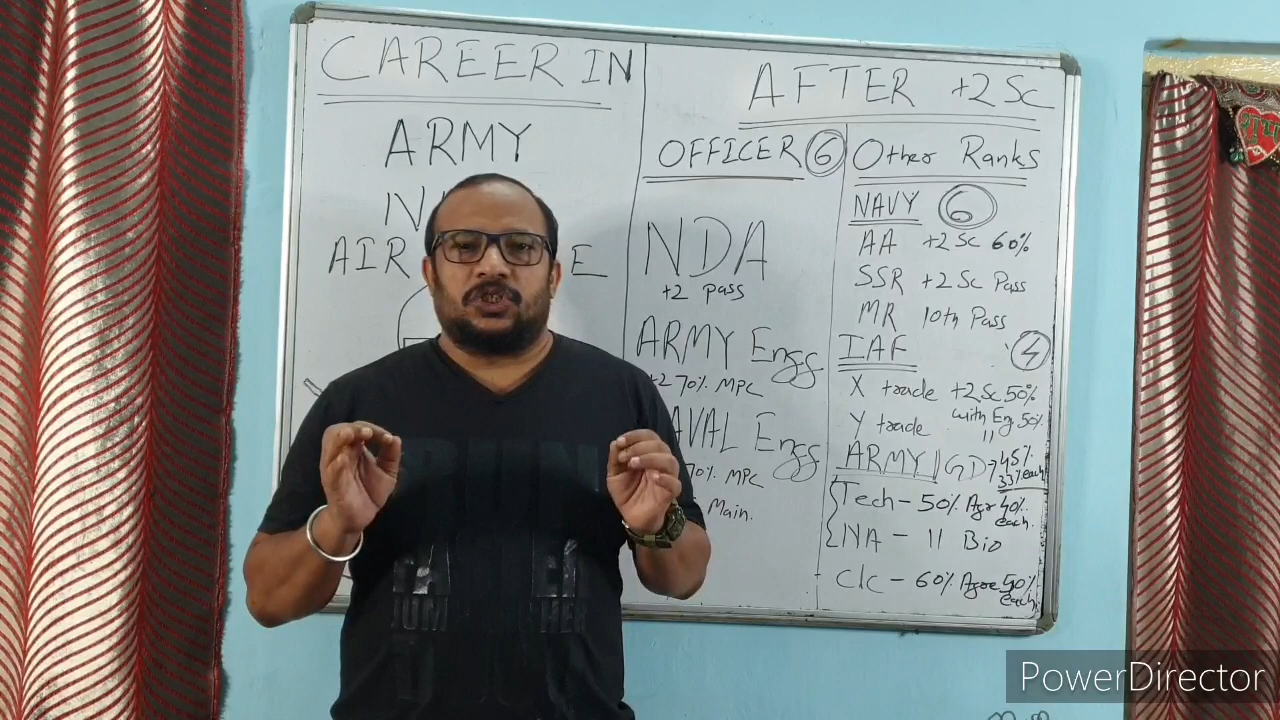 CAREER IN
ARMY
AIR E
AFTER +2 Sc
OFFICER 6
NDA
+2 pass
ARMY Engg
+2 70% MPC
AVAL Engg
70% MPC
Main.
Other Ranks
NAVY 6
AA +2 Sc 60%
SSR +2 Sc Pass
MR 10th Pass
IAF 4
X trade +2 Sc 50%
with Eng 50%
Y trade "
ARMY GD 45%
33% each
Tech - 50% Agr 40%
each.
NA - 11 Bio
Clc - 60% Agre 50%
each
PowerDirector